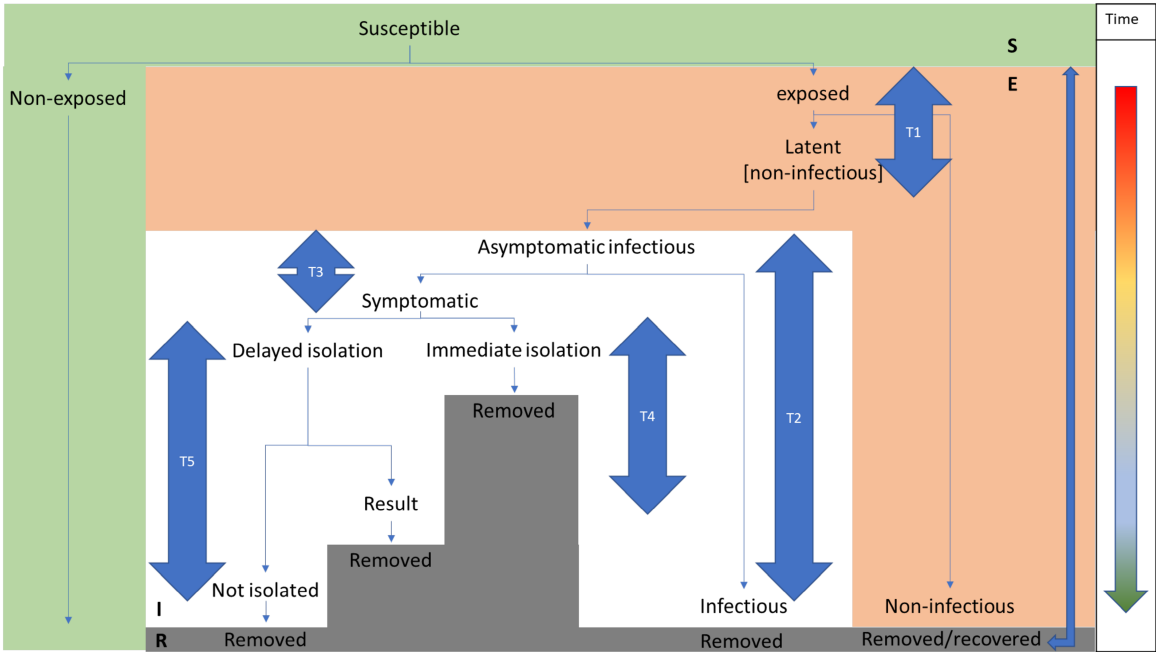 Susceptible
Time
S
E
Non-exposed
exposed
T1
Latent
[non-infectious]
Asymptomatic infectious
T3
Symptomatic
Delayed isolation
Immediate isolation
Removed
T4
T2
T5
Result
Removed
Not isolated
I
Infectious
Non-infectious
R
Removed
Removed
Removed/recovered